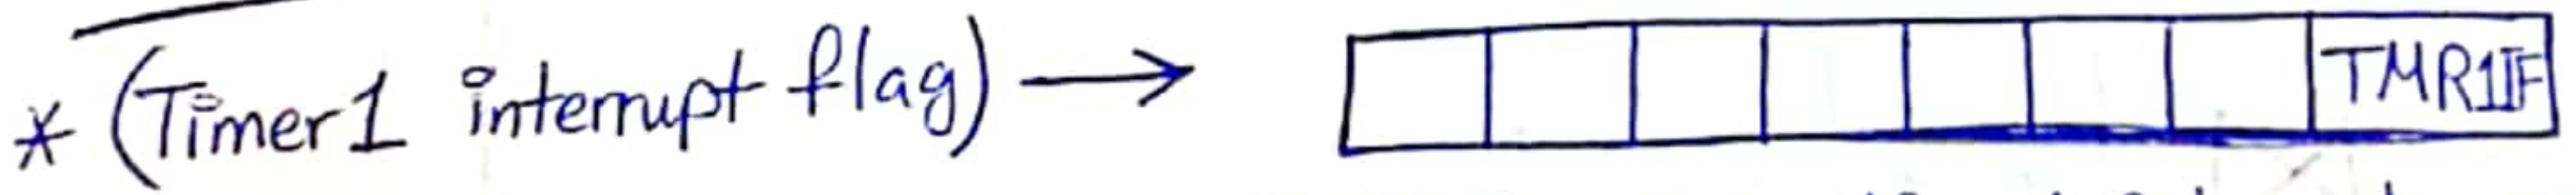 * (Timer1 interrupt flag) → TMR1IF